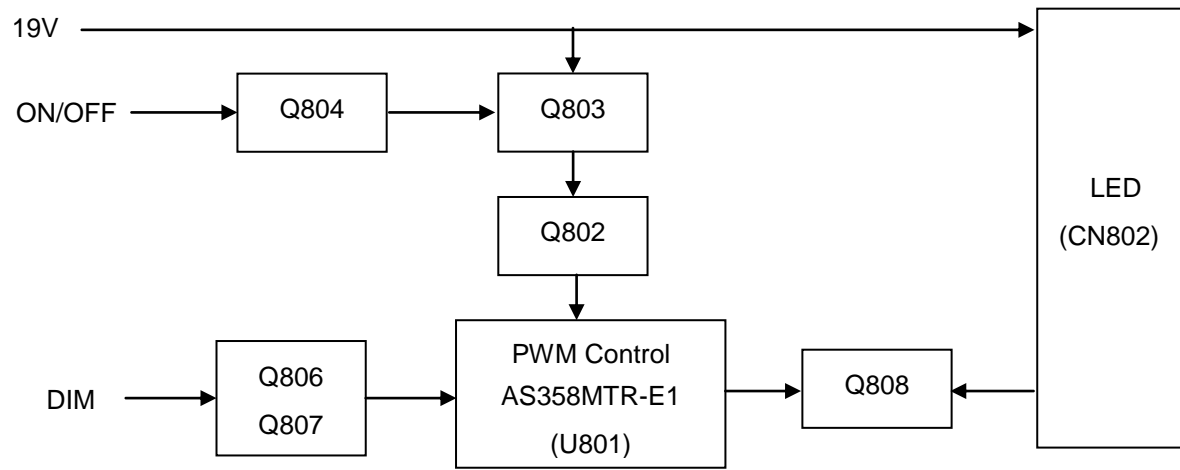 19V
ON/OFF
Q804
Q803
Q802
LED
(CN802)
DIM
Q806
Q807
PWM Control
AS358MTR-E1
(U801)
Q808